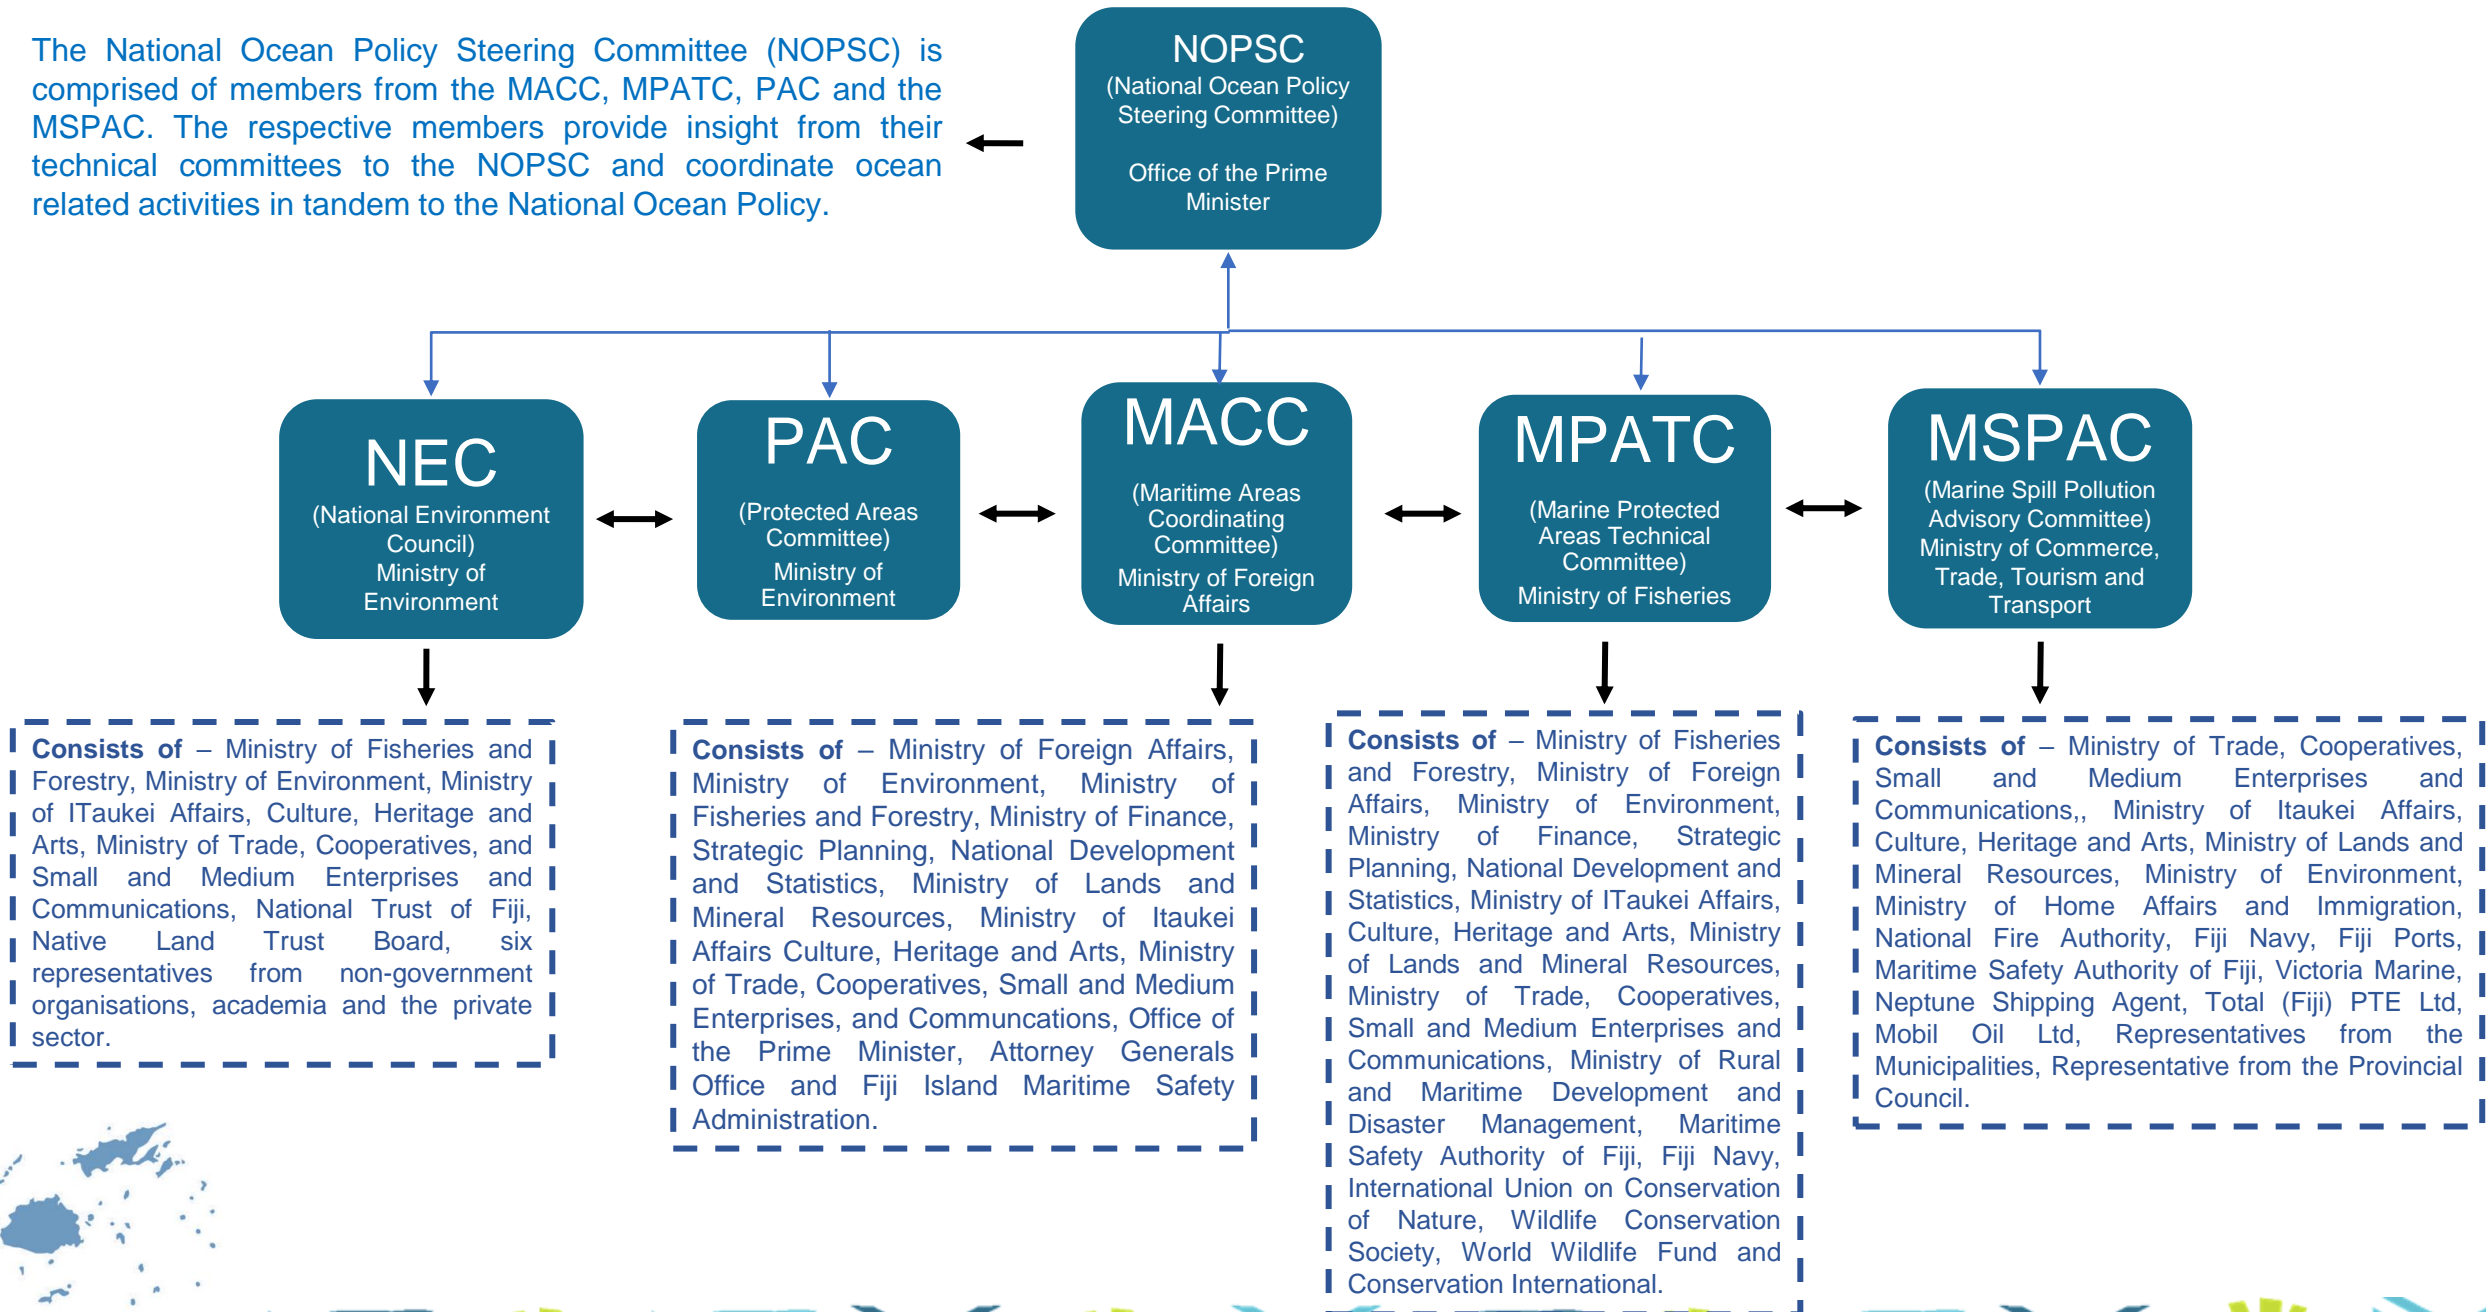 The National Ocean Policy Steering Committee (NOPSC) is
comprised of members from the MACC, MPATC, PAC and the
MSPAC. The respective members provide insight from their
technical committees to the NOPSC and coordinate ocean
related activities in tandem to the National Ocean Policy.
NOPSC
(National Ocean Policy
Steering Committee)
Office of the Prime
Minister
NEC
(National Environment
Council)
Ministry of
Environment
PAC
(Protected Areas
Committee)
Ministry of
Environment
MACC
(Maritime Areas
Coordinating
Committee)
Ministry of Foreign
Affairs
MPATC
(Marine Protected
Areas Technical
Committee)
Ministry of Fisheries
MSPAC
(Marine Spill Pollution
Advisory Committee)
Ministry of Commerce,
Trade, Tourism and
Transport
Consists of – Ministry of Fisheries and
Forestry, Ministry of Environment, Ministry
of ITaukei Affairs, Culture, Heritage and
Arts, Ministry of Trade, Cooperatives, and
Small and Medium Enterprises and
Communications, National Trust of Fiji,
Native Land Trust Board, six
representatives from non-government
organisations, academia and the private
sector.
Consists of – Ministry of Foreign Affairs,
Ministry of Environment, Ministry of
Fisheries and Forestry, Ministry of Finance,
Strategic Planning, National Development
and Statistics, Ministry of Lands and
Mineral Resources, Ministry of Itaukei
Affairs Culture, Heritage and Arts, Ministry
of Trade, Cooperatives, Small and Medium
Enterprises, and Communcations, Office of
the Prime Minister, Attorney Generals
Office and Fiji Island Maritime Safety
Administration.
Consists of – Ministry of Fisheries
and Forestry, Ministry of Foreign
Affairs, Ministry of Environment,
Ministry of Finance, Strategic
Planning, National Development and
Statistics, Ministry of ITaukei Affairs,
Culture, Heritage and Arts, Ministry
of Lands and Mineral Resources,
Ministry of Trade, Cooperatives,
Small and Medium Enterprises and
Communications, Ministry of Rural
and Maritime Development and
Disaster Management, Maritime
Safety Authority of Fiji, Fiji Navy,
International Union on Conservation
of Nature, Wildlife Conservation
Society, World Wildlife Fund and
Conservation International.
Consists of – Ministry of Trade, Cooperatives,
Small and Medium Enterprises and
Communications,, Ministry of Itaukei Affairs,
Culture, Heritage and Arts, Ministry of Lands and
Mineral Resources, Ministry of Environment,
Ministry of Home Affairs and Immigration,
National Fire Authority, Fiji Navy, Fiji Ports,
Maritime Safety Authority of Fiji, Victoria Marine,
Neptune Shipping Agent, Total (Fiji) PTE Ltd,
Mobil Oil Ltd, Representatives from the
Municipalities, Representative from the Provincial
Council.